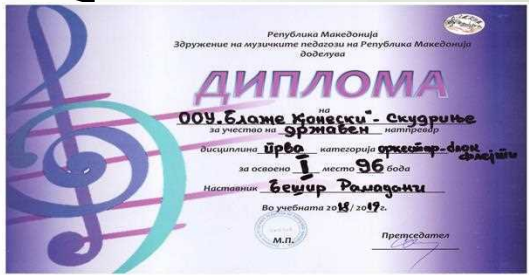 Република Македонија
Здружение на музичките педагози на Република Македонија
доделува
ДИПЛОМА
на
ООУ„Блаже Конески" - Скудриње
за учество на државен натпревар
дисциплина прва категорија оркестар-блок флејти
за освоено I место 96 бода
Наставник Бешир Рамадани
Во учебната 2018/2019г.
М.П.
Претседател